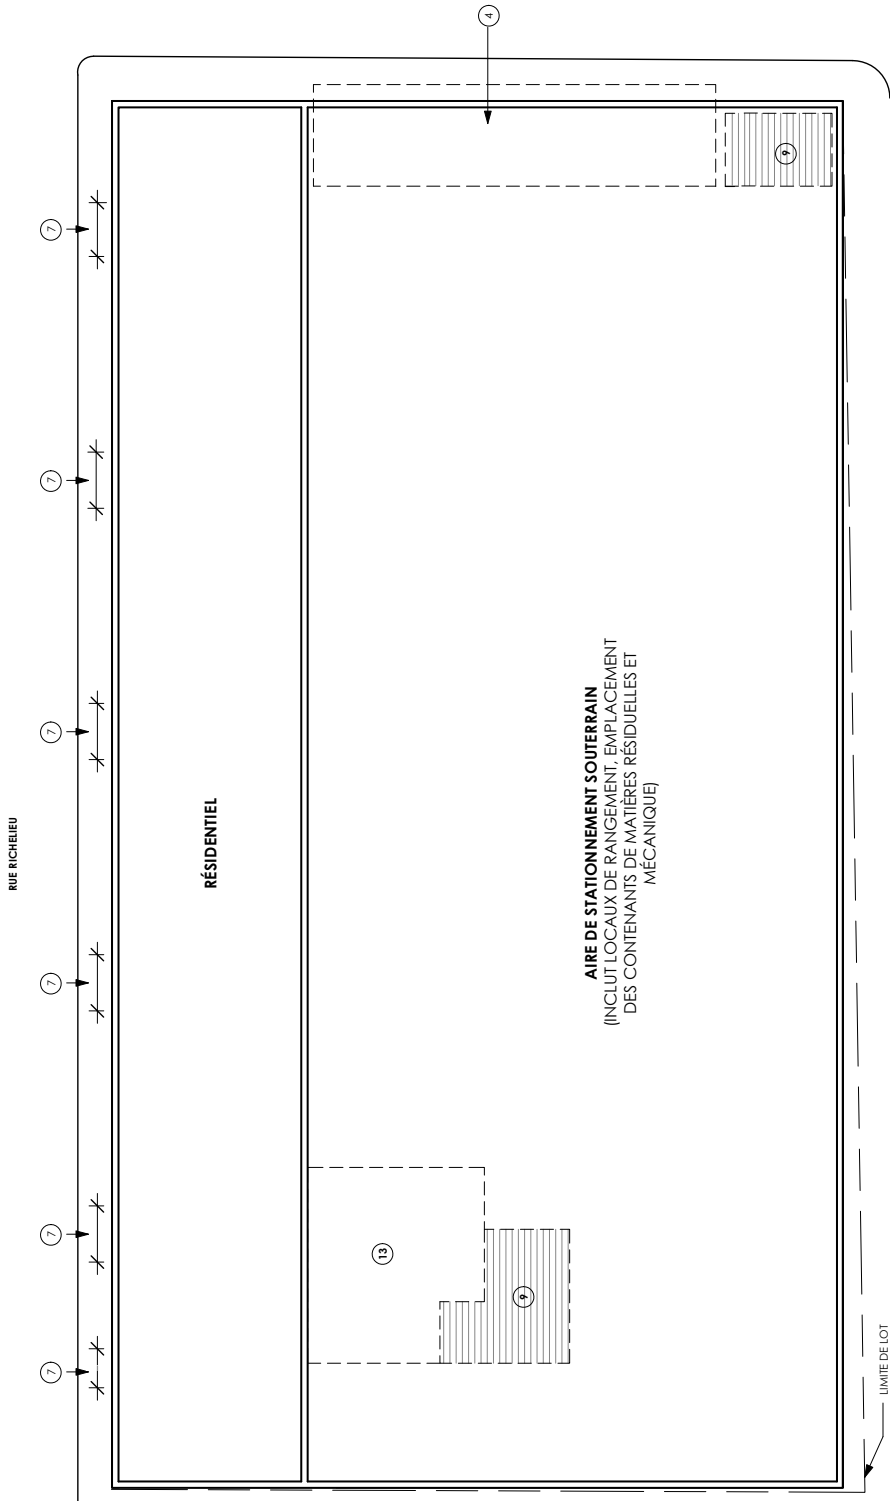 RUE RICHELIEU
7
7
7
7
7
7
RÉSIDENTIEL
13
4
9
AIRE DE STATIONNEMENT SOUTERRAIN
(INCLUT LOCAUX DE RANGEMENT, EMPLACEMENT
DES CONTENANTS DE MATIÈRES RÉSIDUELLES ET
MÉCANIQUE)
9
LIMITE DE LOT